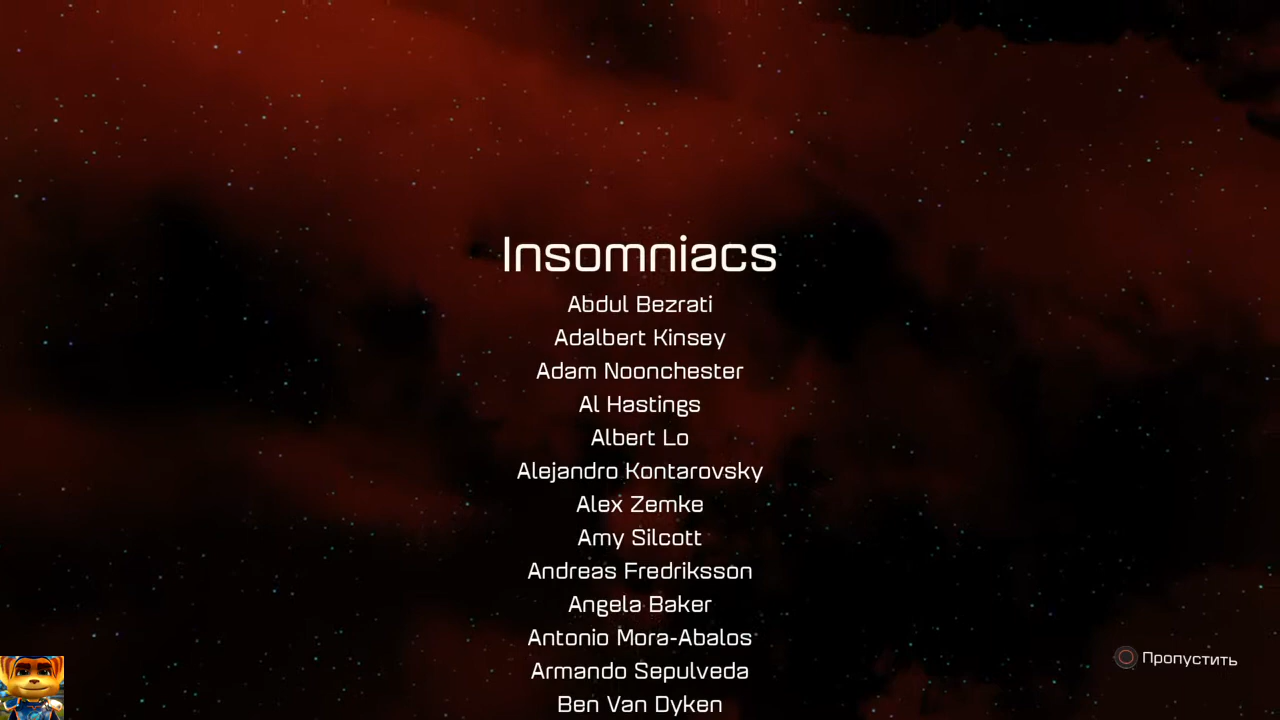 Insomniacs
Abdul Bezrati
Adalbert Kinsey
Adam Noonchester
Al Hastings
Albert Lo
Alejandro Kontarovsky
Alex Zemke
Amy Silcott
Andreas Fredriksson
Angela Baker
Antonio Mora-Abalos
Armando Sepulveda
Ben Van Dyken
Пропустить